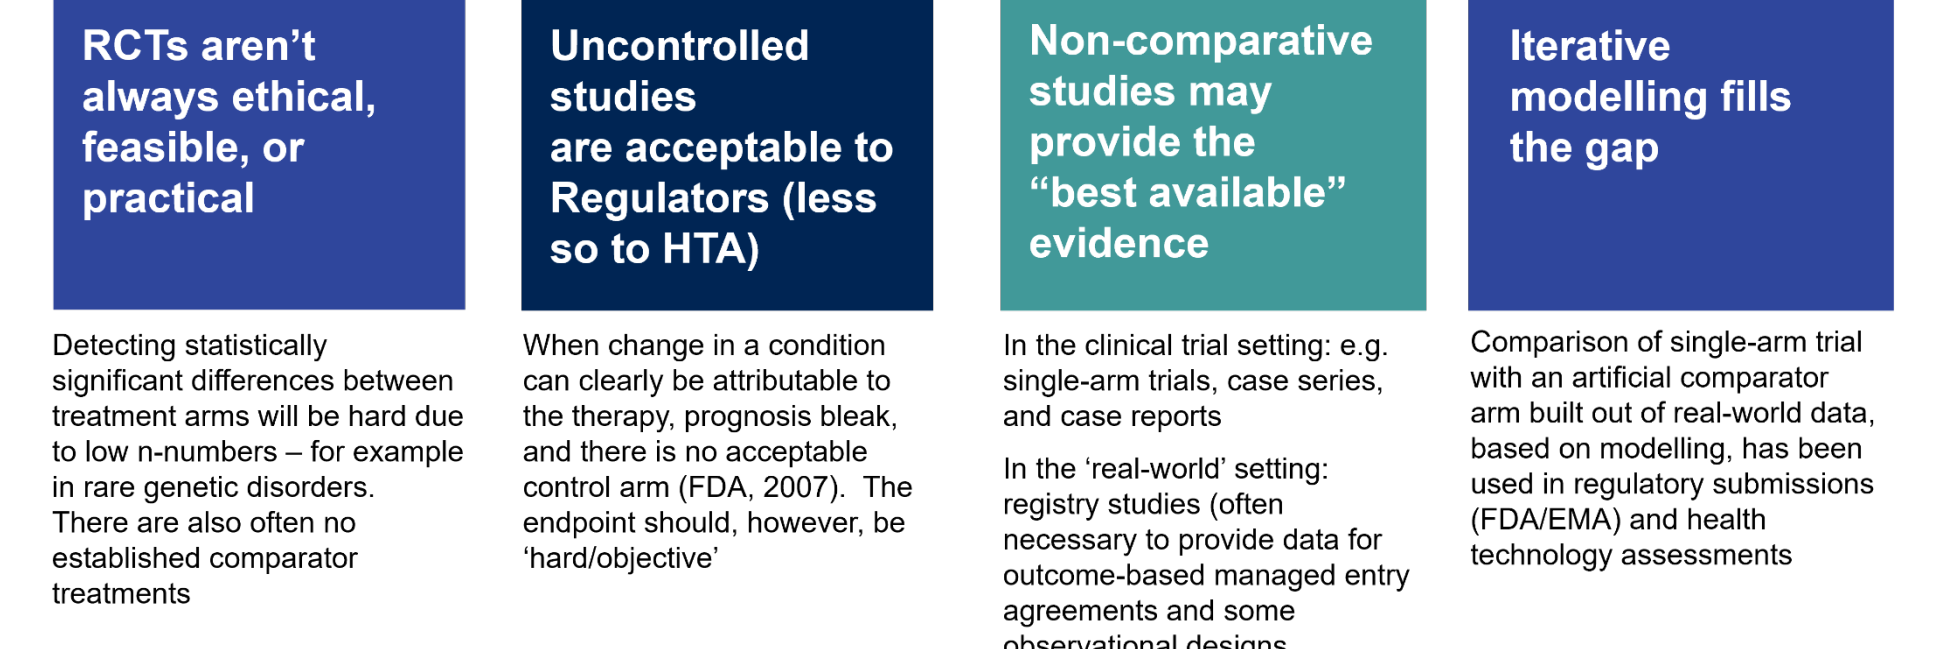 RCTs aren’t
always ethical,
feasible, or
practical
Detecting statistically
significant differences between
treatment arms will be hard due
to low n-numbers – for example
in rare genetic disorders.
There are also often no
established comparator
treatments
Uncontrolled
studies
are acceptable to
Regulators (less
so to HTA)
When change in a condition
can clearly be attributable to
the therapy, prognosis bleak,
and there is no acceptable
control arm (FDA, 2007).  The
endpoint should, however, be
‘hard/objective’
Non-comparative
studies may
provide the
“best available”
evidence
In the clinical trial setting: e.g.
single-arm trials, case series,
and case reports
In the ‘real-world’ setting:
registry studies (often
necessary to provide data for
outcome-based managed entry
agreements and some
observational designs
Iterative
modelling fills
the gap
Comparison of single-arm trial
with an artificial comparator
arm built out of real-world data,
based on modelling, has been
used in regulatory submissions
(FDA/EMA) and health
technology assessments